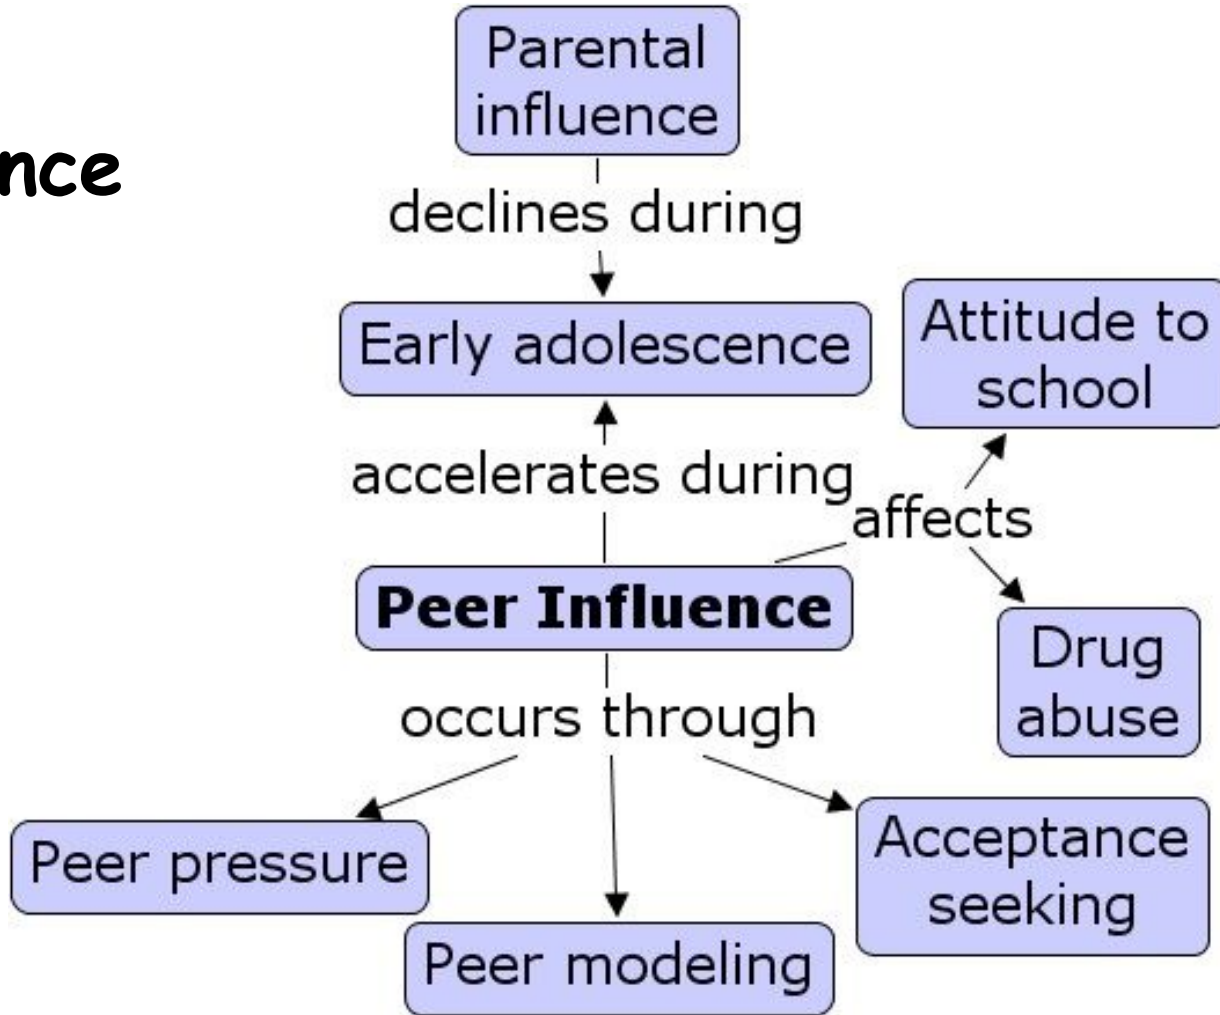 Parental
influence
declines during
Early adolescence
Attitude to
school
accelerates during
affects
Peer Influence
Drug
abuse
occurs through
Peer pressure
Acceptance
seeking
Peer modeling